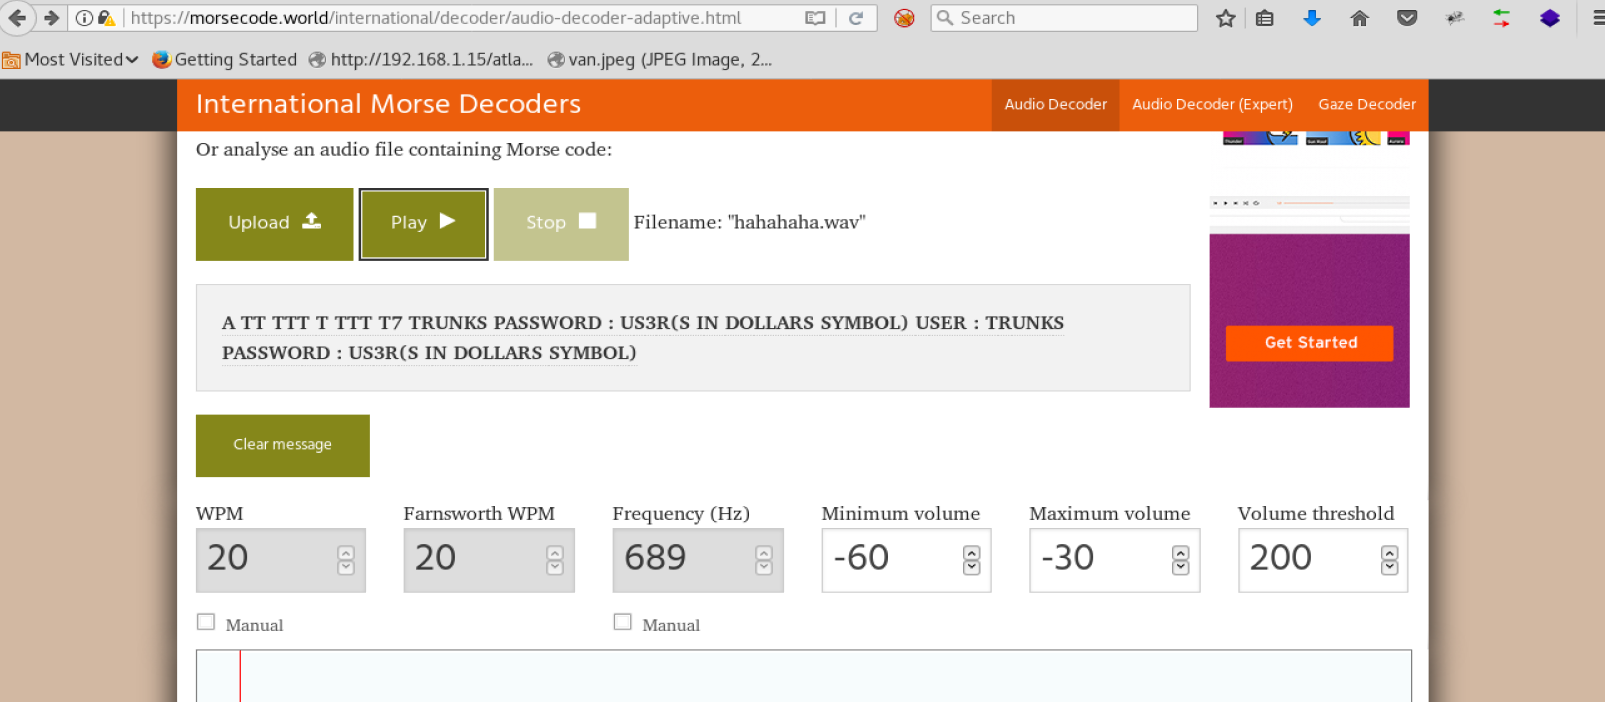 https://morsecode.world/international/decoder/audio-decoder-adaptive.html
Search
Most Visited
Getting Started
http://192.168.1.15/atla...
van.jpeg (JPEG Image, 2...
International Morse Decoders
Audio Decoder
Audio Decoder (Expert)
Gaze Decoder
Or analyse an audio file containing Morse code:
Upload
Play
Stop
Filename: "hahahaha.wav"
A TT TTT T TTT T7 TRUNKS PASSWORD : US3R(S IN DOLLARS SYMBOL) USER : TRUNKS
PASSWORD : US3R(S IN DOLLARS SYMBOL)
Get Started
Clear message
WPM
Farnsworth WPM
Frequency (Hz)
Minimum volume
Maximum volume
Volume threshold
20
20
689
-60
-30
200
Manual
Manual